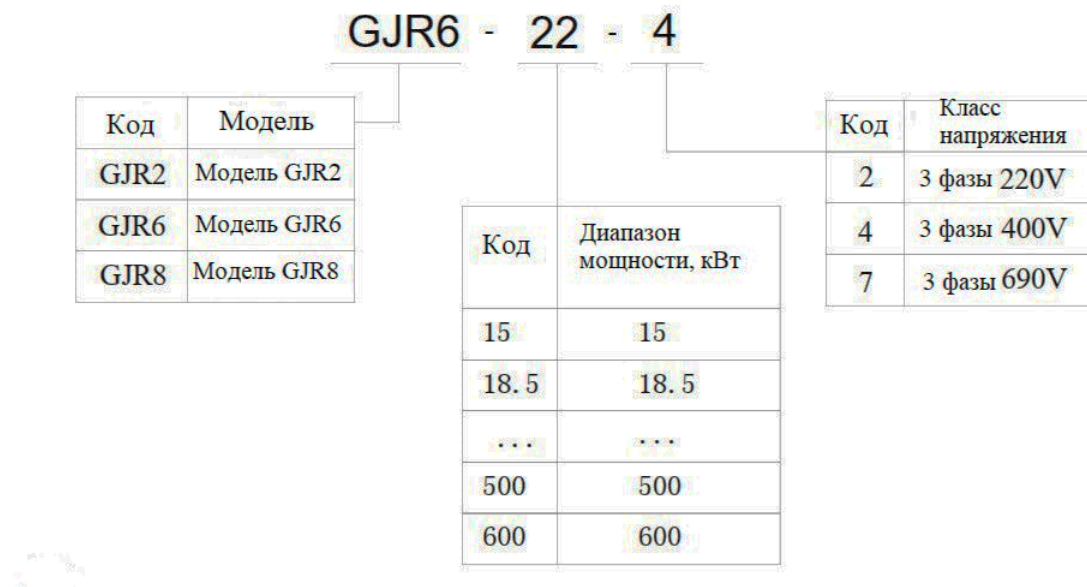 GJR6 - 22 - 4
Код Модель
GJR2 Модель GJR2
GJR6 Модель GJR6
GJR8 Модель GJR8
Код Диапазон
мощности, кВт
15 15
18.5 18.5
... ...
500 500
600 600
Код Класс
напряжения
2 3 фазы 220V
4 3 фазы 400V
7 3 фазы 690V